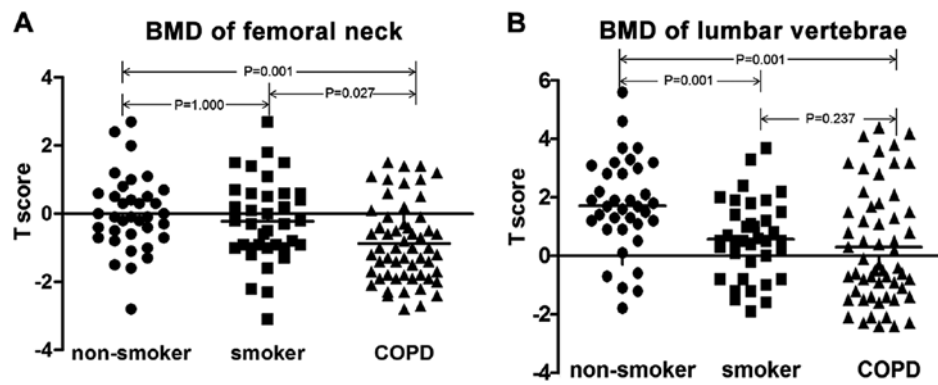 A
BMD of femoral neck
4
P=0.001
P=1.000
P=0.027
2
T score
0
-2
-4
non-smoker
smoker
COPD
B
BMD of lumbar vertebrae
6
P=0.001
P=0.001
4
P=0.237
2
T score
0
-2
-4
non-smoker
smoker
COPD